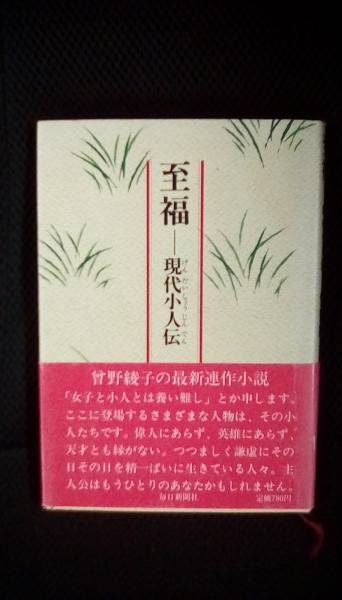 至福
─現代小人伝
げんだいしょうじんでん
曾野綾子の最新連作小説
「女子と小人とは養い難し」とか申します。
ここに登場するさまざまな人物は、その小
人たちです。偉人にあらず、英雄にあらず、
天才とも縁がない。つつましく謙虚にその
日その日を精一ぱいに生きている人々。主
人公はもうひとりのあなたかもしれません。
毎日新聞社
定価780円